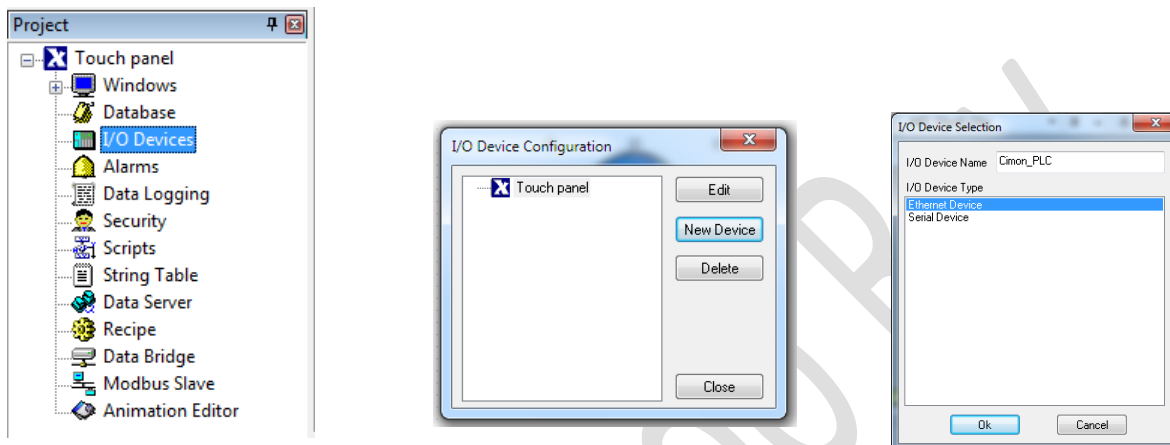 Project
Touch panel
Windows
Database
I/O Devices
Alarms
Data Logging
Security
Scripts
String Table
Data Server
Recipe
Data Bridge
Modbus Slave
Animation Editor
I/O Device Configuration
Touch panel
Edit
New Device
Delete
Close
I/O Device Selection
I/O Device Name Cimon_PLC
I/O Device Type
Ethernet Device
Serial Device
Ok Cancel